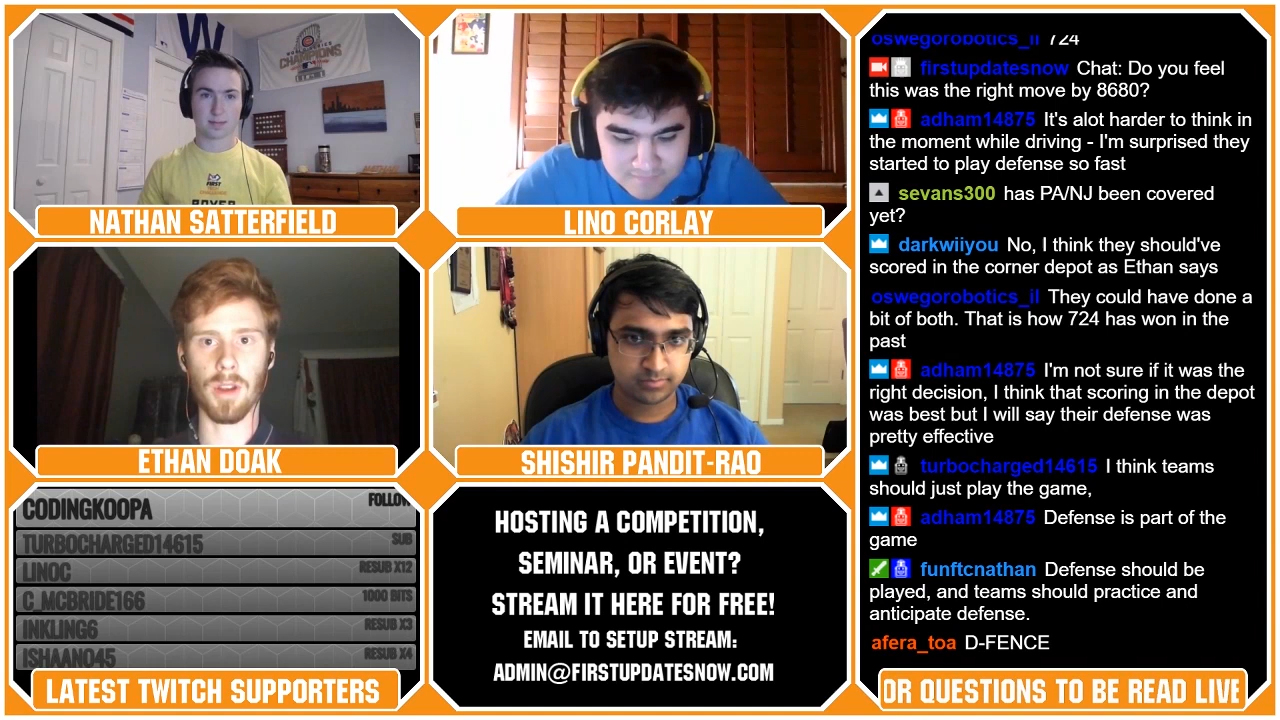 W
WORLD SERIES
CHAMPIONS
FIRST
NATHAN SATTERFIELD
LINO CORLAY
ETHAN DOAK
SHISHIR PANDIT-RAO
CODINGKOOPA FOLLOW
TURBOCHARGED14615 SUB
LINOC RESUB X12
C_MCBRIDE166 1000 BITS
INKLING6 RESUB X3
ISHAAN045 RESUB X4
LATEST TWITCH SUPPORTERS
HOSTING A COMPETITION,
SEMINAR, OR EVENT?
STREAM IT HERE FOR FREE!
EMAIL TO SETUP STREAM:
ADMIN@FIRSTUPDATESNOW.COM
oswegorobotics_il 724
firstupdatesnow Chat: Do you feel
this was the right move by 8680?
adham14875 It's alot harder to think in
the moment while driving - I'm surprised they
started to play defense so fast
sevans300 has PA/NJ been covered
yet?
darkwiiyou No, I think they should've
scored in the corner depot as Ethan says
oswegorobotics_il They could have done a
bit of both. That is how 724 has won in the
past
adham14875 I'm not sure if it was the
right decision, I think that scoring in the depot
was best but I will say their defense was
pretty effective
turbocharged14615 I think teams
should just play the game,
adham14875 Defense is part of the
game
funftcnathan Defense should be
played, and teams should practice and
anticipate defense.
afera_toa D-FENCE
OR QUESTIONS TO BE READ LIVE